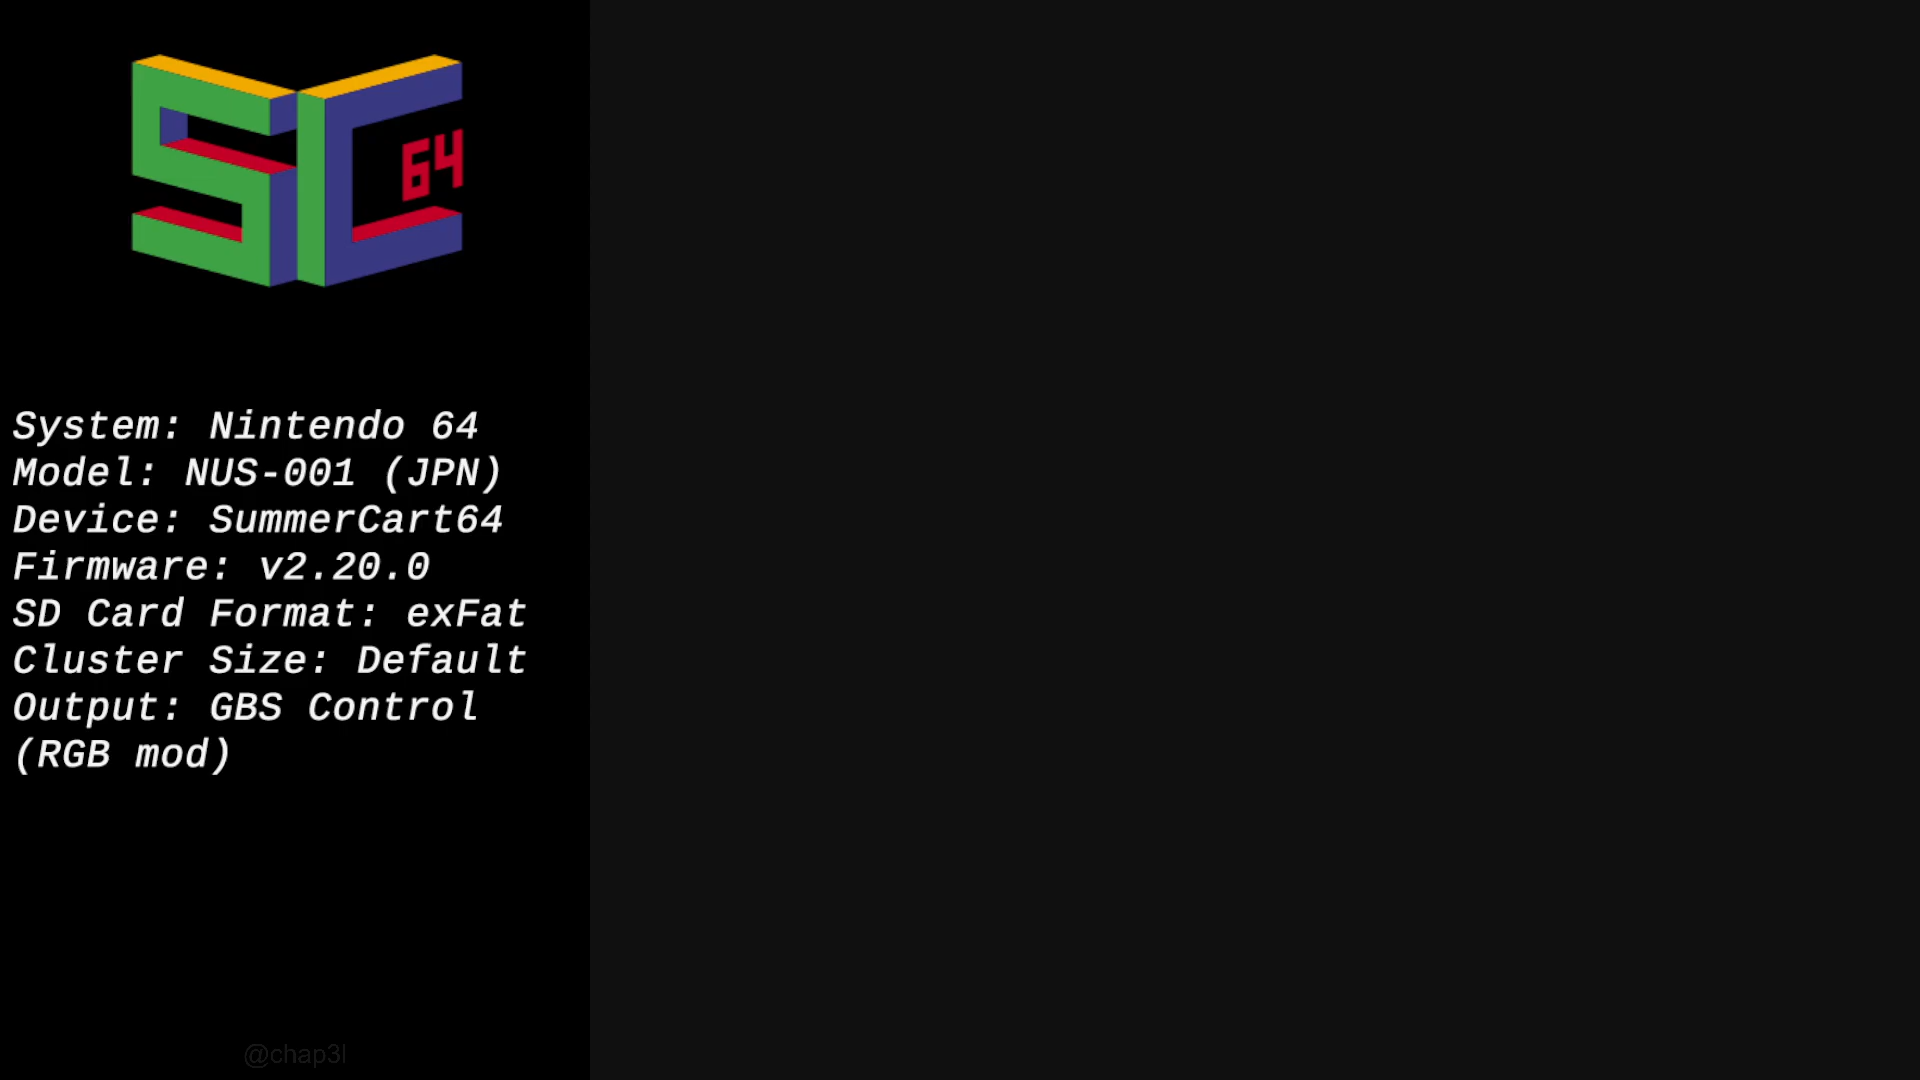 SC
64
System: Nintendo 64
Model: NUS-001 (JPN)
Device: SummerCart64
Firmware: v2.20.0
SD Card Format: exFat
Cluster Size: Default
Output: GBS Control
(RGB mod)
@chap3l